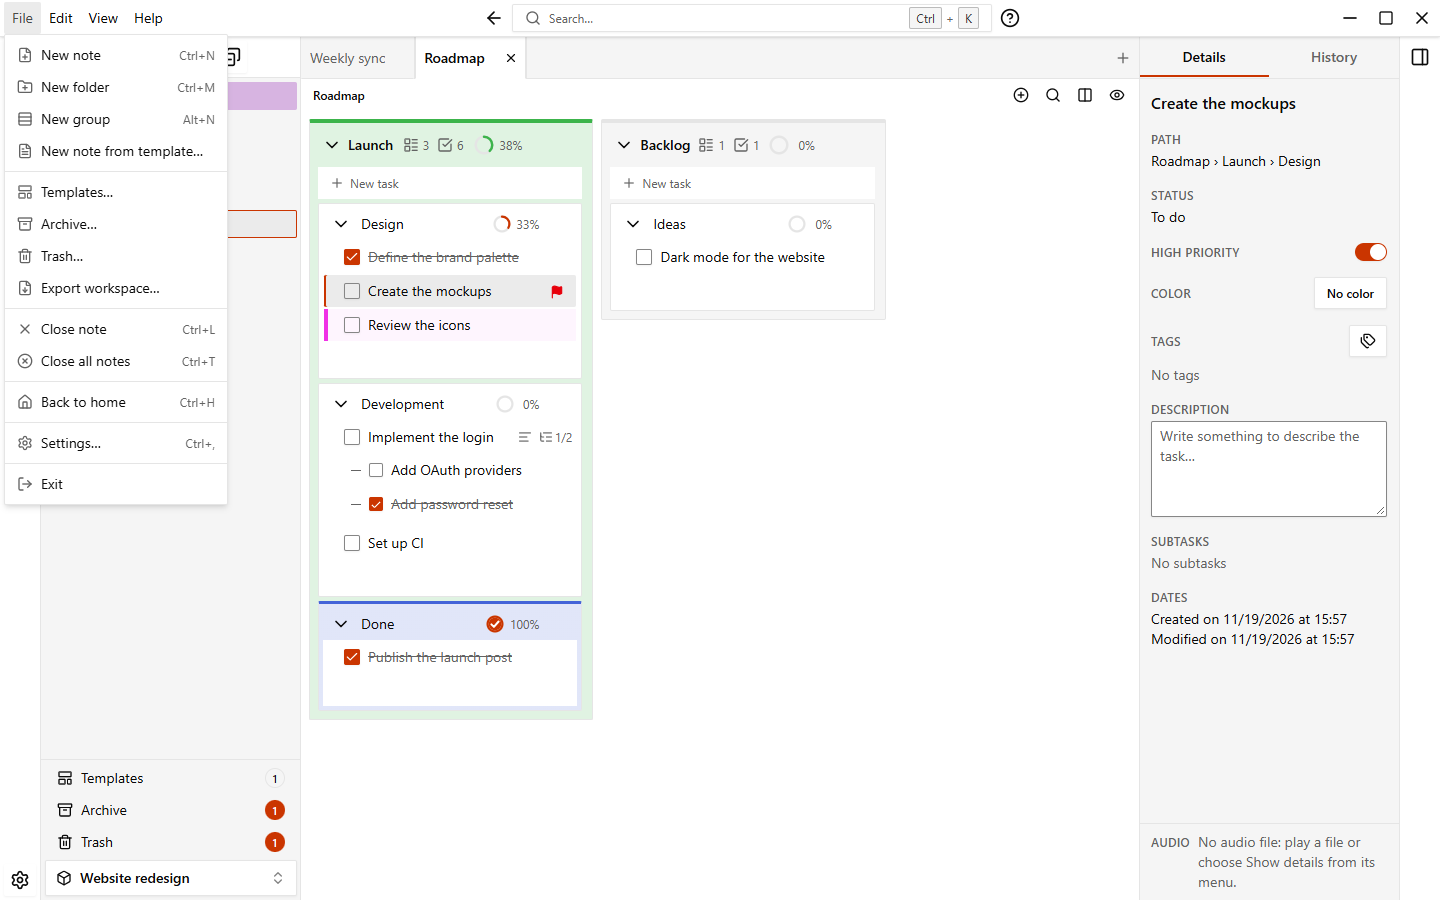 File Edit View Help
Search... Ctrl + K
New note Ctrl+N
New folder Ctrl+M
New group Alt+N
New note from template...
Templates...
Archive...
Trash...
Export workspace...
Close note Ctrl+L
Close all notes Ctrl+T
Back to home Ctrl+H
Settings... Ctrl+,
Exit
Templates 1
Archive 1
Trash 1
Website redesign
Weekly sync
Roadmap
Roadmap
Launch 3 6 38%
New task
Design 33%
Define the brand palette
Create the mockups
Review the icons
Development 0%
Implement the login 1/2
Add OAuth providers
Add password reset
Set up CI
Done 100%
Publish the launch post
Backlog 1 1 0%
New task
Ideas 0%
Dark mode for the website
Details History
Create the mockups
PATH
Roadmap › Launch › Design
STATUS
To do
HIGH PRIORITY
COLOR No color
TAGS
No tags
DESCRIPTION
Write something to describe the
task...
SUBTASKS
No subtasks
DATES
Created on 11/19/2026 at 15:57
Modified on 11/19/2026 at 15:57
AUDIO No audio file: play a file or
choose Show details from its
menu.